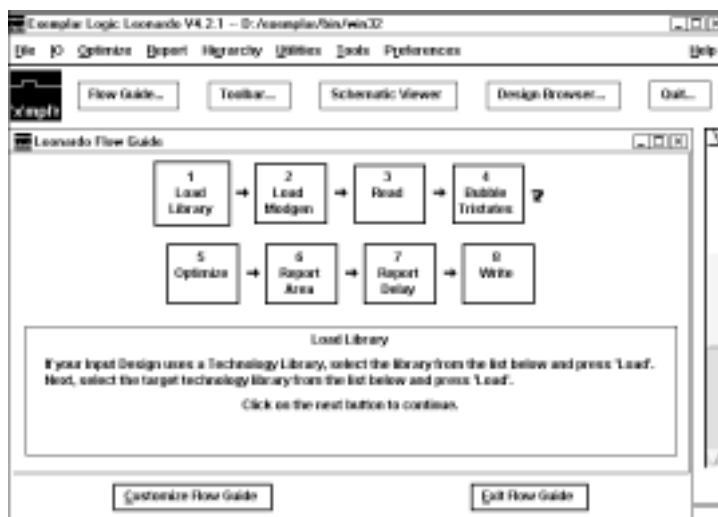 Exemplar Logic Leonardo V4.2.1 -- D:/exemplar/bin/win32
File IO Optimize Report Hierarchy Utilities Tools Preferences Help
Flow Guide... Toolbar... Schematic Viewer Design Browser... Quit...
Leonardo Flow Guide
1 2 3 4
Load Load Read Bubble
Library Modgen Tristates
?
5 6 7 8
Optimize Report Report Write
Area Delay
Load Library
If your Input Design uses a Technology Library, select the library from the list below and press 'Load'.
Next, select the target technology library from the list below and press 'Load'.
Click on the next button to continue.
Customize Flow Guide Exit Flow Guide